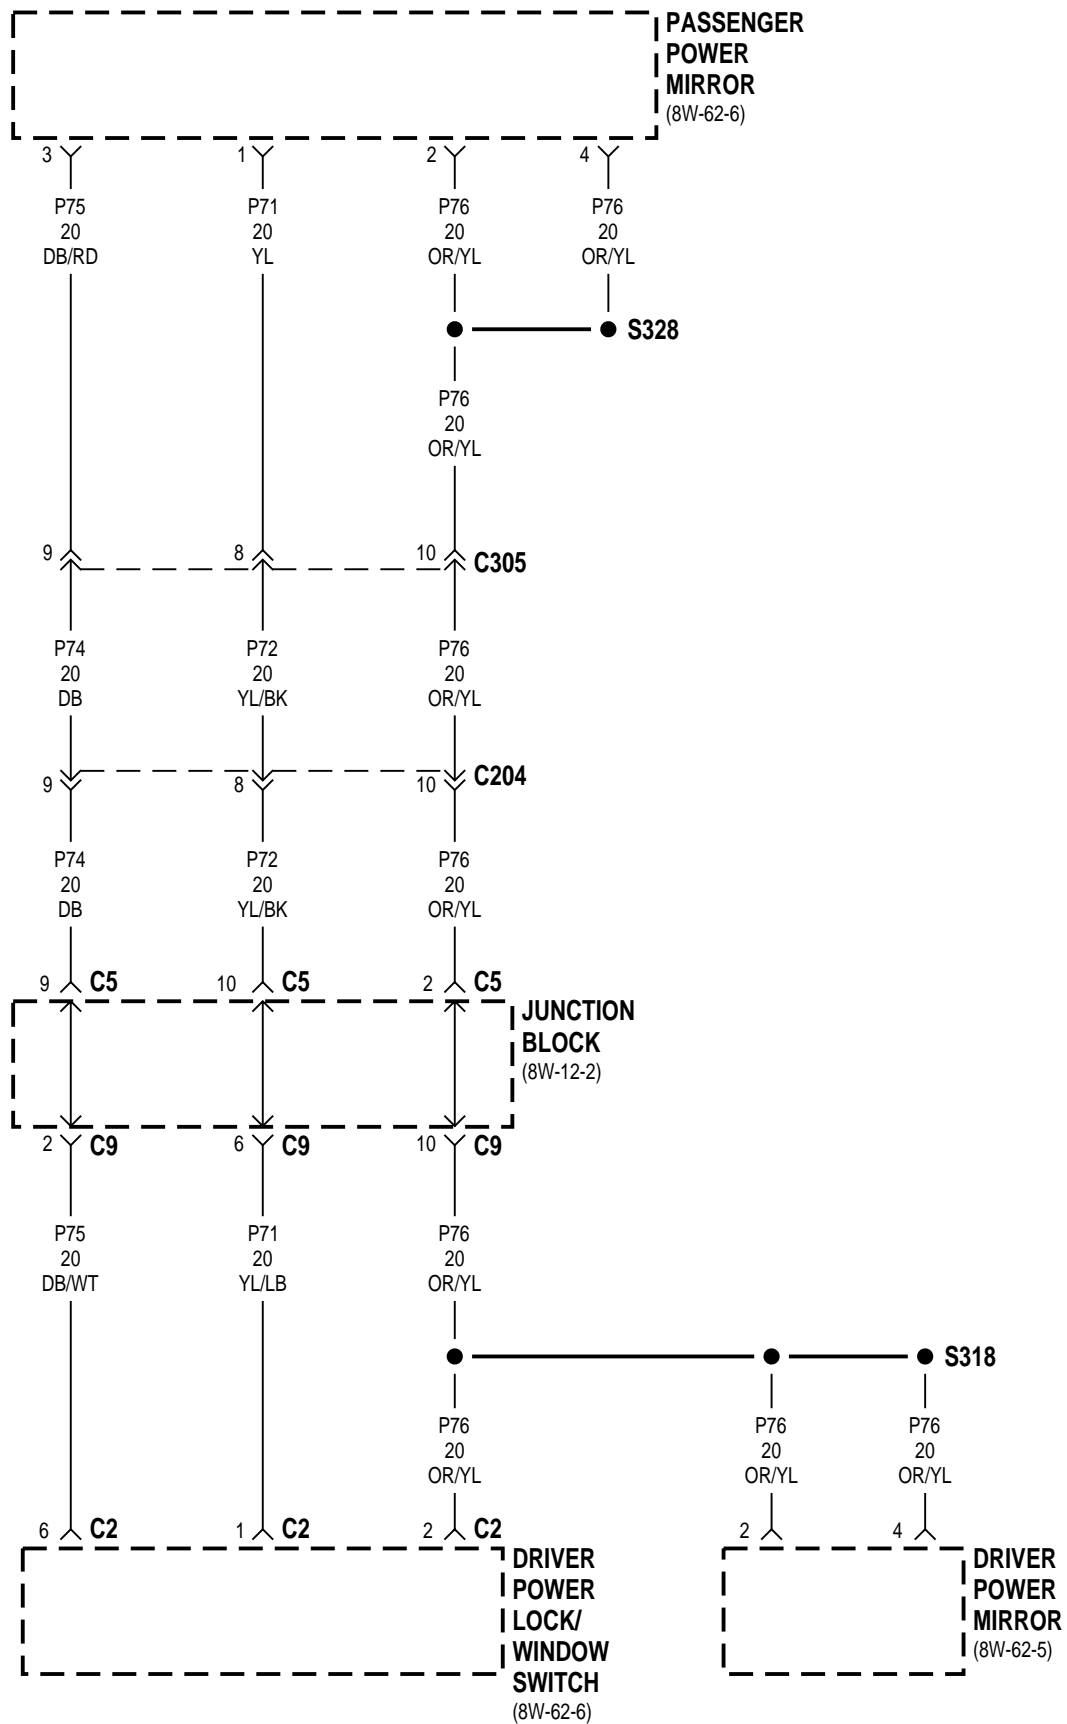 PASSENGER
POWER
MIRROR
(8W-62-6)
3 1 2 4
P75 P71 P76 P76
20 20 20 20
DB/RD YL OR/YL OR/YL
S328
P76
20
OR/YL
9 8 10 C305
P74 P72 P76
20 20 20
DB YL/BK OR/YL
9 8 10 C204
P74 P72 P76
20 20 20
DB YL/BK OR/YL
9 C5 10 C5 2 C5
JUNCTION
BLOCK
(8W-12-2)
2 C9 6 C9 10 C9
P75 P71 P76
20 20 20
DB/WT YL/LB OR/YL
S318
P76 P76 P76
20 20 20
OR/YL OR/YL OR/YL
6 C2 1 C2 2 C2 2 4
DRIVER
POWER
LOCK/
WINDOW
SWITCH
(8W-62-6)
DRIVER
POWER
MIRROR
(8W-62-5)